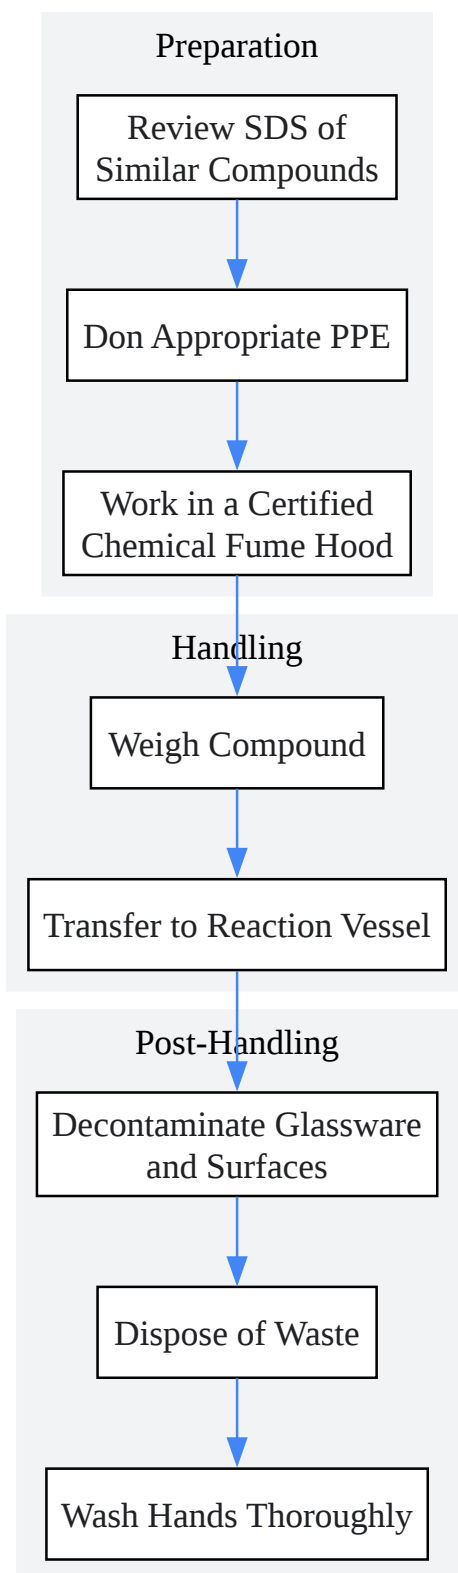 Preparation
Review SDS of
Similar Compounds
Don Appropriate PPE
Work in a Certified
Chemical Fume Hood
Handling
Weigh Compound
Transfer to Reaction Vessel
Post-Handling
Decontaminate Glassware
and Surfaces
Dispose of Waste
Wash Hands Thoroughly